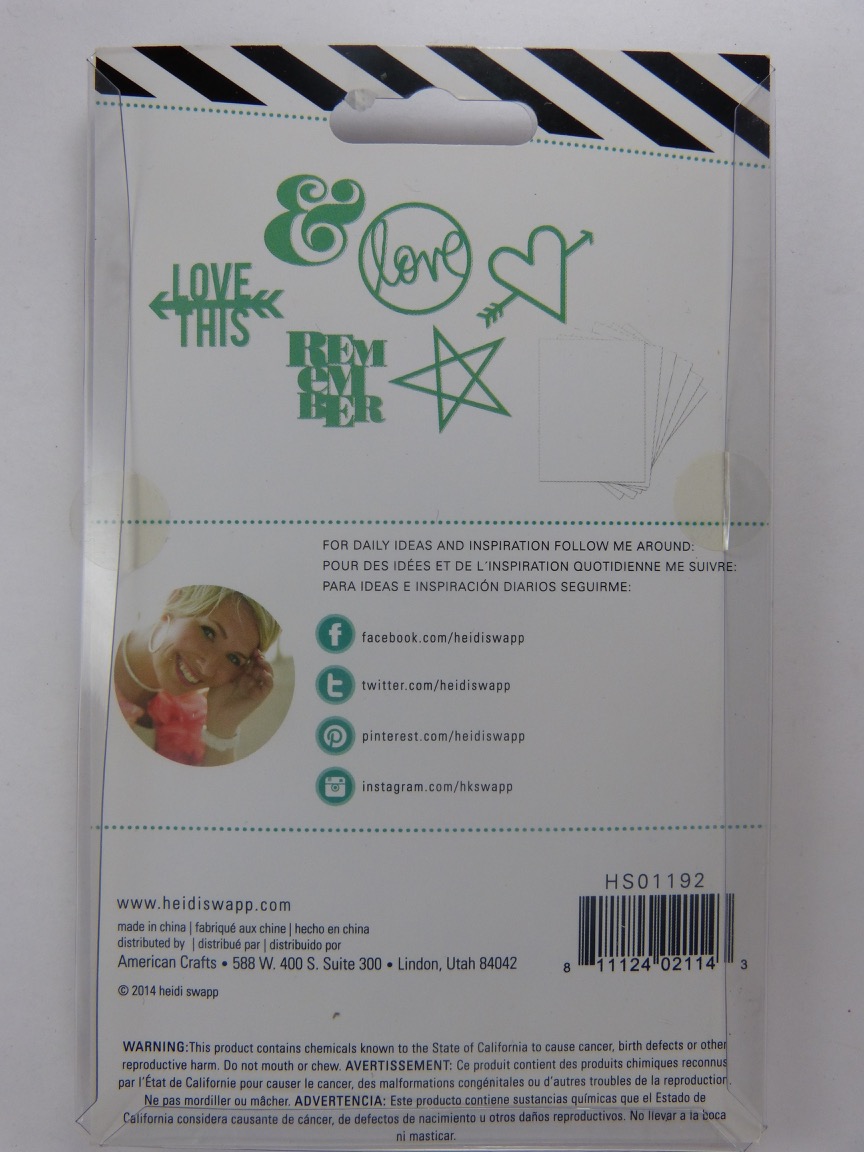 &
love
LOVE
THIS
REM
eM
BER
FOR DAILY IDEAS AND INSPIRATION FOLLOW ME AROUND:
POUR DES IDÉES ET DE L'INSPIRATION QUOTIDIENNE ME SUIVRE:
PARA IDEAS E INSPIRACIÓN DIARIOS SEGUIRME:
facebook.com/heidiswapp
twitter.com/heidiswapp
pinterest.com/heidiswapp
instagram.com/hkswapp
HS01192
8 11124 02114 3
www.heidiswapp.com
made in china | fabriqué aux chine | hecho en china
distributed by | distribué par | distribuido por
American Crafts • 588 W. 400 S. Suite 300 • Lindon, Utah 84042
© 2014 heidi swapp
WARNING:This product contains chemicals known to the State of California to cause cancer, birth defects or other
reproductive harm. Do not mouth or chew. AVERTISSEMENT: Ce produit contient des produits chimiques reconnus
par l'État de Californie pour causer le cancer, des malformations congénitales ou d'autres troubles de la reproduction.
Ne pas mordiller ou mâcher. ADVERTENCIA: Este producto contiene sustancias químicas que el Estado de
California considera causante de cáncer, de defectos de nacimiento u otros daños reproductivos. No llevar a la boca
ni masticar.